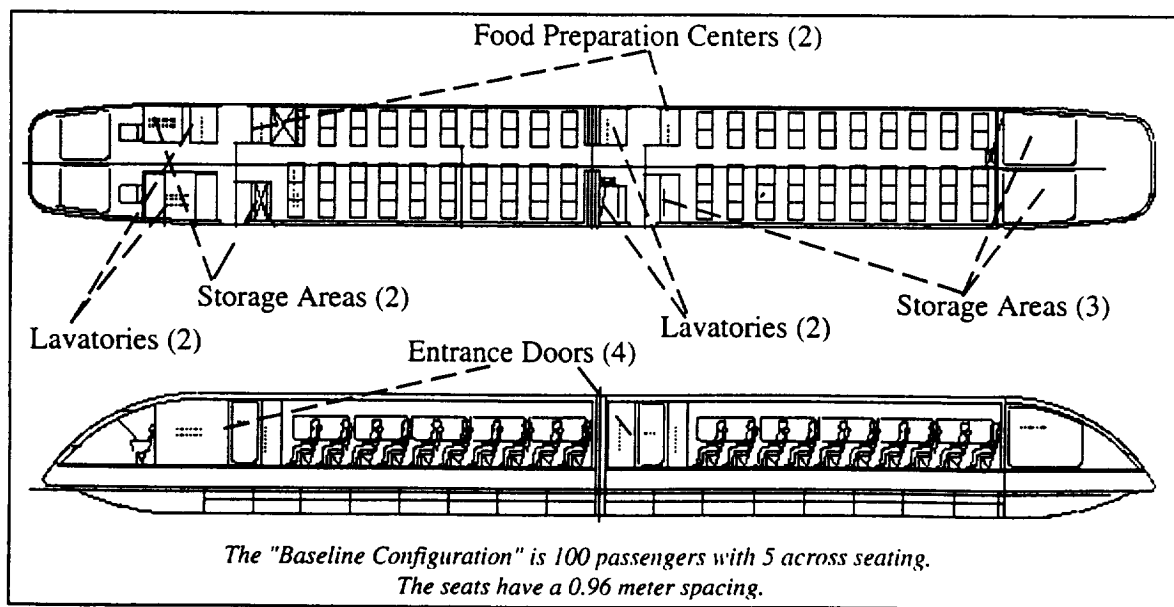 Food Preparation Centers (2)
Storage Areas (2)
Storage Areas (3)
Lavatories (2)
Lavatories (2)
Entrance Doors (4)
The "Baseline Configuration" is 100 passengers with 5 across seating.
The seats have a 0.96 meter spacing.